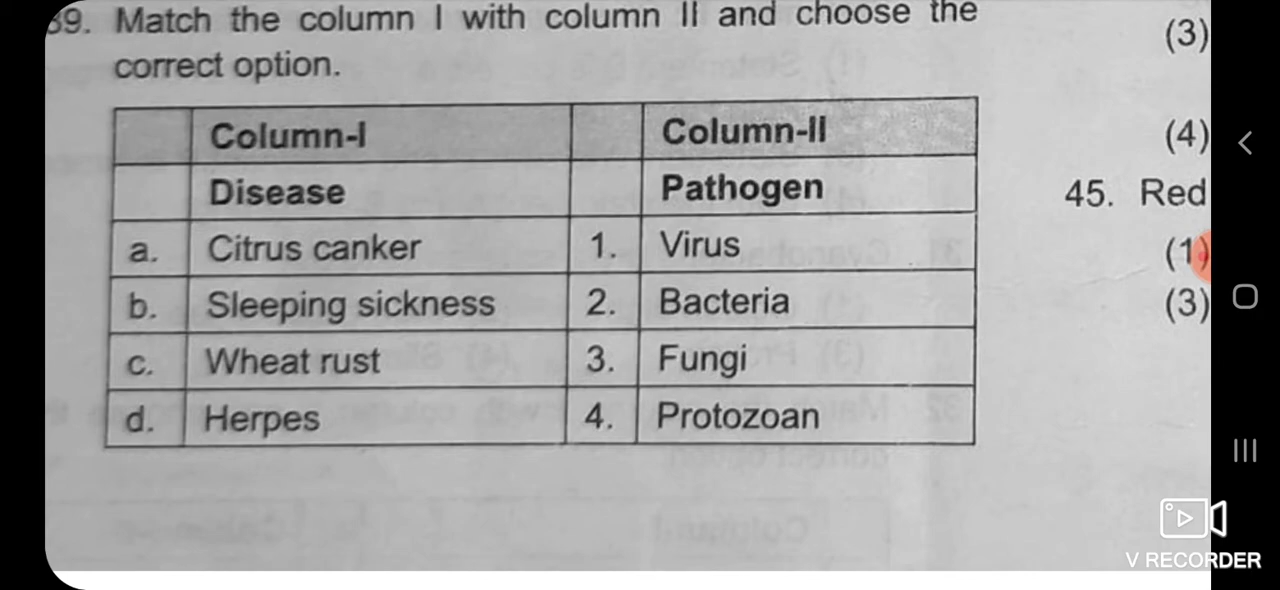 39. Match the column I with column II and choose the
correct option.
Column-I Column-II
Disease Pathogen
a. Citrus canker 1. Virus
b. Sleeping sickness 2. Bacteria
c. Wheat rust 3. Fungi
d. Herpes 4. Protozoan
(3)
(4)
45. Red
(1)
(3)
V RECORDER